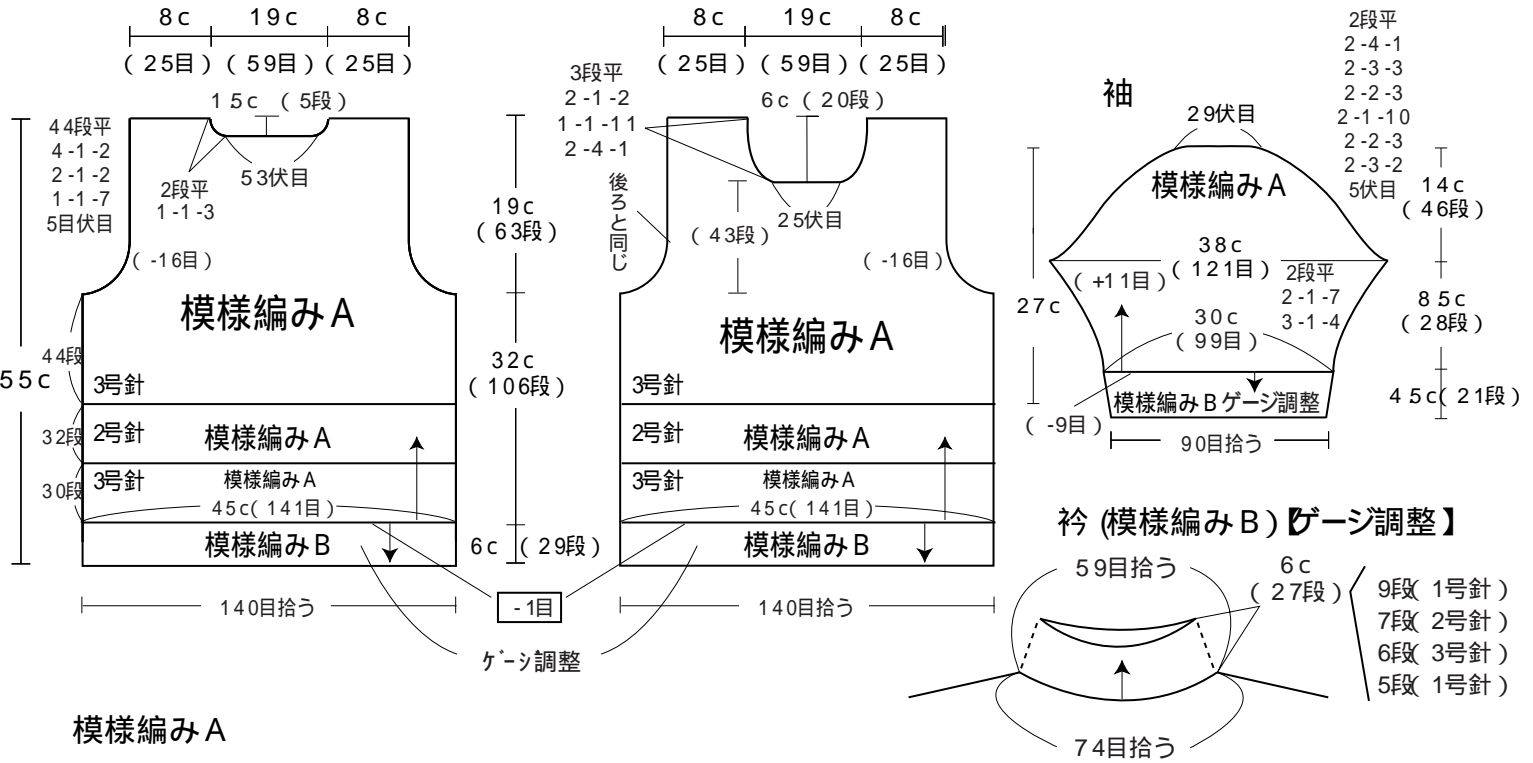 8c 19c 8c
(25目) (59目) (25目)
1 5c (5段)
44段平
4-1-2
2-1-2
1-1-7
5目伏目
2段平
1-1-3
53伏目
(-16目)
模様編みA
55c
44段
3号針
32段
2号針
模様編みA
30段
3号針
模様編みA
45c(141目)
模様編みB
140目拾う
19c
(63段)
32c
(106段)
6c (29段)
-1目
ゲージ調整
8c 19c 8c
(25目) (59目) (25目)
3段平
2-1-2
1-1-11
2-4-1
6c (20段)
後ろと同じ
(43段)
25伏目
(-16目)
模様編みA
3号針
2号針
模様編みA
3号針
模様編みA
45c(141目)
模様編みB
140目拾う
袖
2段平
2-4-1
2-3-3
2-2-3
2-1-10
2-2-3
2-3-2
5伏目
29伏目
模様編みA
14c
(46段)
38c
(121目)
(+11目)
2段平
2-1-7
3-1-4
27c
30c
(99目)
8 5c
(28段)
模様編みBゲージ調整
4 5c(21段)
(-9目)
90目拾う
衿(模様編みB)【ゲージ調整】
59目拾う
6c
(27段)
9段(1号針)
7段(2号針)
6段(3号針)
5段(1号針)
74目拾う
模様編みA